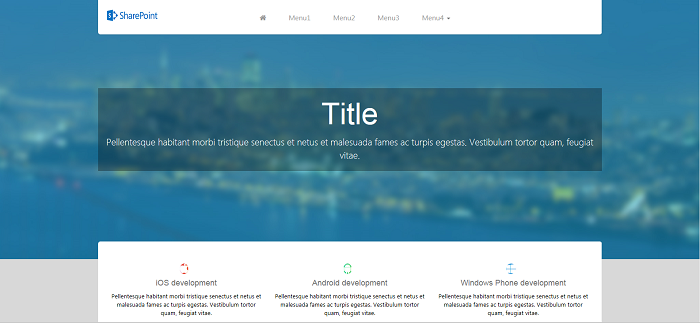 SharePoint
Menu1 Menu2 Menu3 Menu4
Title
Pellentesque habitant morbi tristique senectus et netus et malesuada fames ac turpis egestas. Vestibulum tortor quam, feugiat
vitae.
iOS development
Pellentesque habitant morbi tristique senectus et netus et
malesuada fames ac turpis egestas. Vestibulum tortor
quam, feugiat vitae.
Android development
Pellentesque habitant morbi tristique senectus et netus et
malesuada fames ac turpis egestas. Vestibulum tortor
quam, feugiat vitae.
Windows Phone development
Pellentesque habitant morbi tristique senectus et netus et
malesuada fames ac turpis egestas. Vestibulum tortor
quam, feugiat vitae.